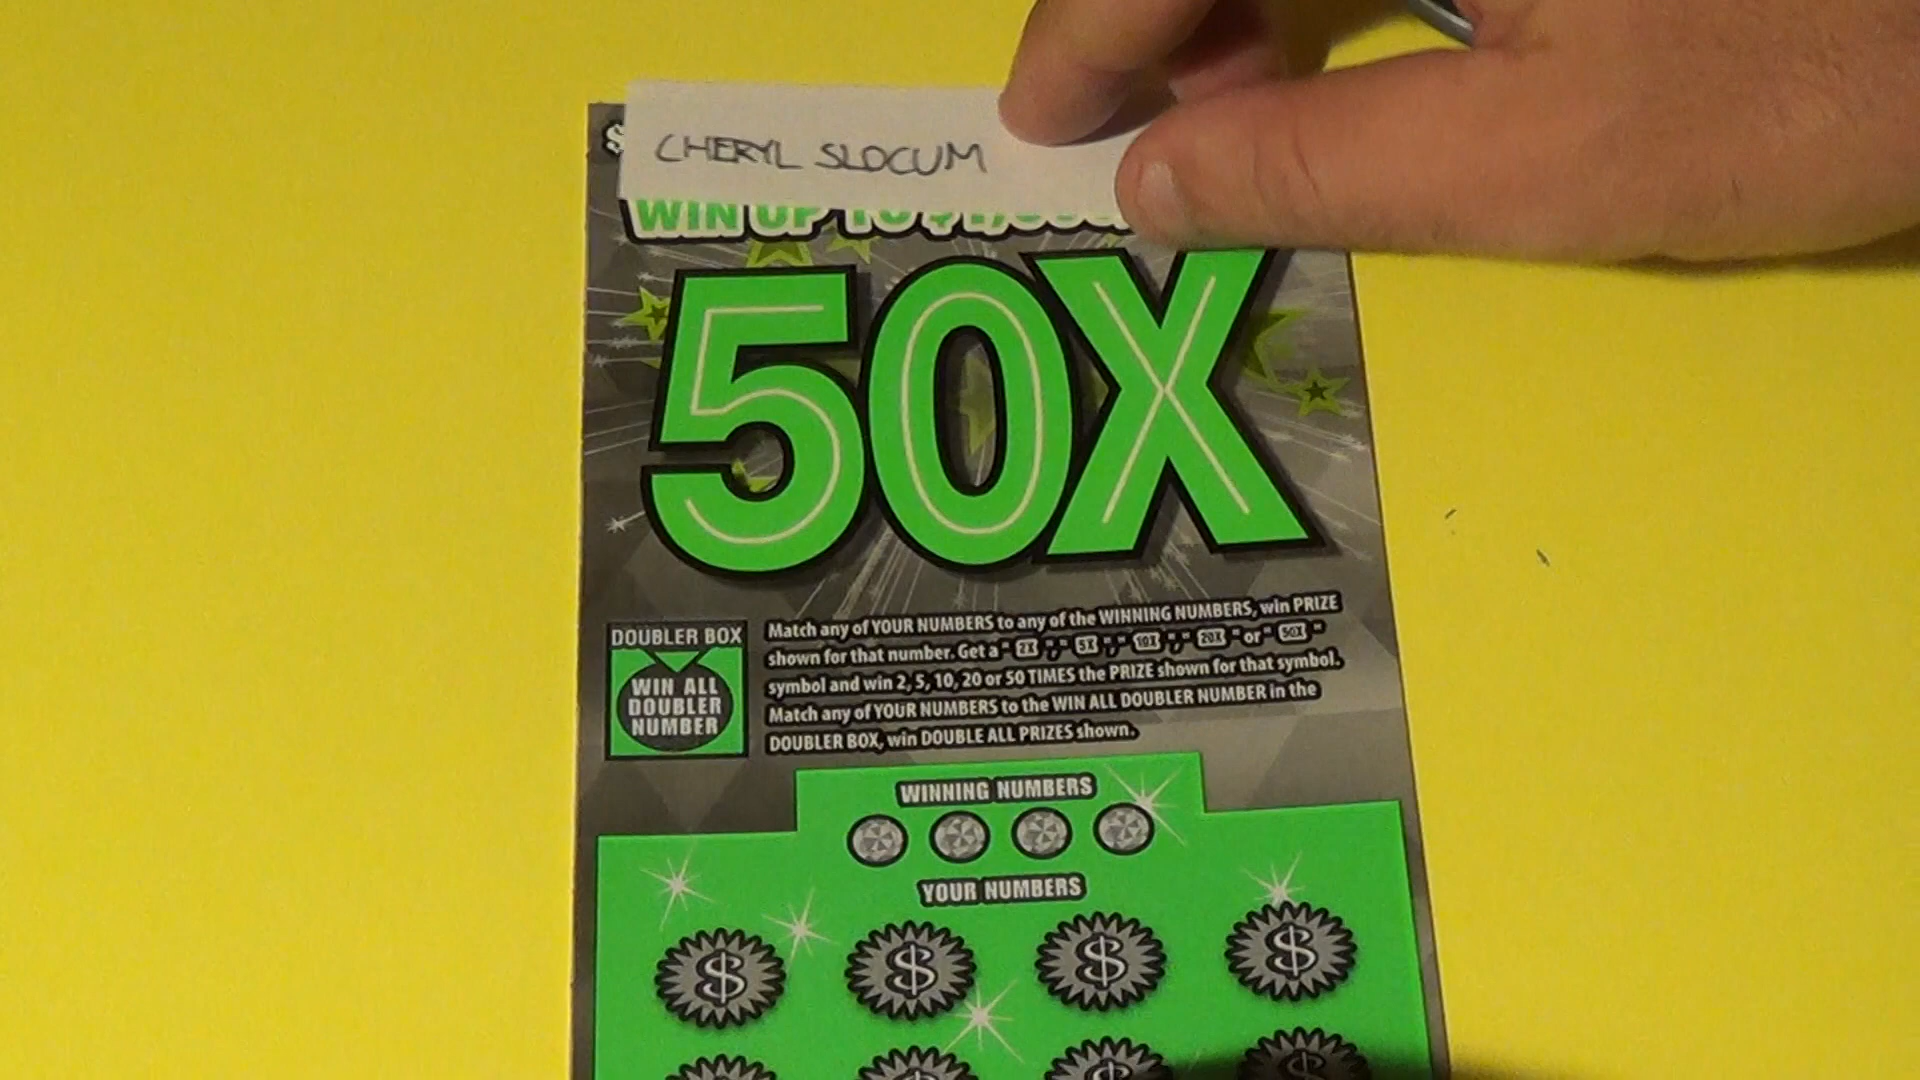 $
CHERYL SLOCUM
WIN UP TO
50X
DOUBLER BOX
WIN ALL
DOUBLER
NUMBER
Match any of YOUR NUMBERS to any of the WINNING NUMBERS, win PRIZE
shown for that number. Get a " 2X ", " 5X ", " 10X ", " 20X " or " 50X "
symbol and win 2, 5, 10, 20 or 50 TIMES the PRIZE shown for that symbol.
Match any of YOUR NUMBERS to the WIN ALL DOUBLER NUMBER in the
DOUBLER BOX, win DOUBLE ALL PRIZES shown.
WINNING NUMBERS
YOUR NUMBERS
$ $ $ $
$ $ $ $